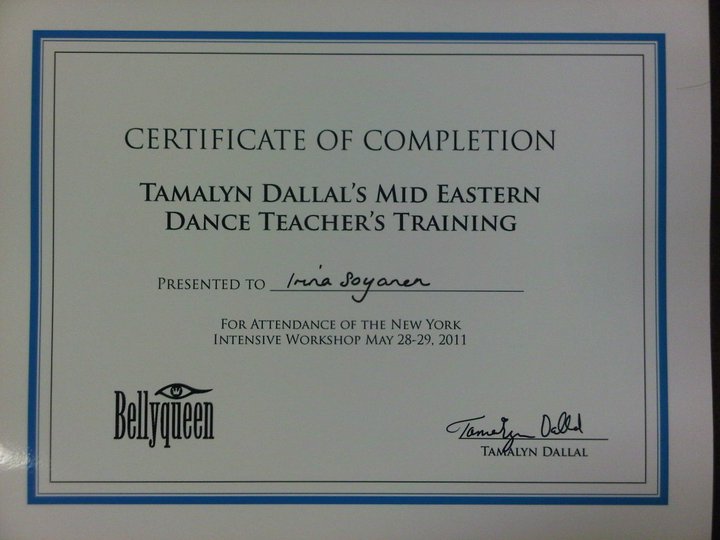 CERTIFICATE OF COMPLETION
TAMALYN DALLAL'S MID EASTERN
DANCE TEACHER'S TRAINING
PRESENTED TO Irina Soyanen
FOR ATTENDANCE OF THE NEW YORK
INTENSIVE WORKSHOP MAY 28-29, 2011
Bellyqueen
Tamalyn Dallal
TAMALYN DALLAL